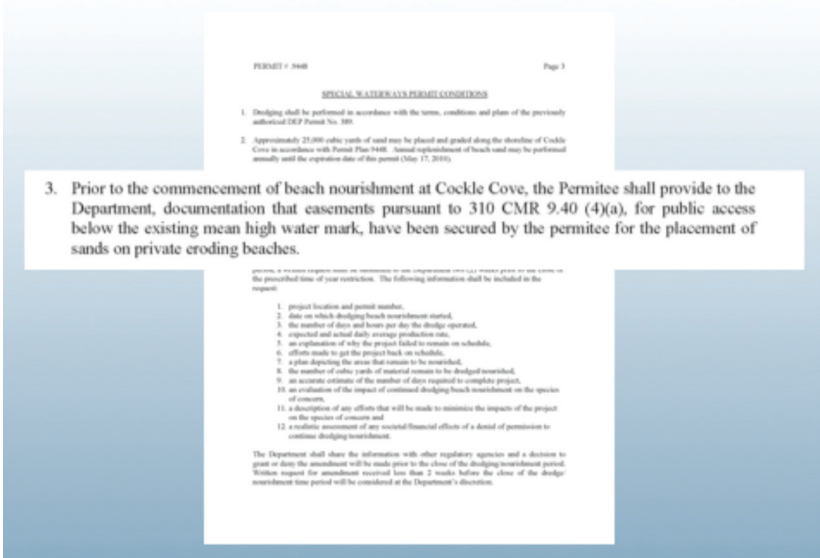 PERMIT # 9448 Page 3
SPECIAL WATERWAYS PERMIT CONDITIONS
1. Dredging shall be performed in accordance with the terms, conditions and plans of the previously
authorized DEP Permit No. 389.
2. Approximately 25,000 cubic yards of sand may be placed and graded along the shoreline of Cockle
Cove in accordance with Permit Plan 9448. Annual replenishment of beach sand may be performed
annually until the expiration date of this permit (May 17, 2010).
3. Prior to the commencement of beach nourishment at Cockle Cove, the Permitee shall provide to the
Department, documentation that easements pursuant to 310 CMR 9.40 (4)(a), for public access
below the existing mean high water mark, have been secured by the permitee for the placement of
sands on private eroding beaches.
the prescribed time of year restriction. The following information shall be included in the
request:
1. project location and permit number,
2. date on which dredging/beach nourishment started,
3. the number of days and hours per day the dredge operated,
4. expected and actual daily average production rate,
5. an explanation of why the project failed to remain on schedule,
6. efforts made to get the project back on schedule,
7. a plan depicting the areas that remain to be nourished,
8. the number of cubic yards of material remain to be dredged/nourished,
9. an accurate estimate of the number of days required to complete project,
10. an evaluation of the impact of continued dredging/beach nourishment on the species
of concern,
11. a description of any efforts that will be made to minimize the impacts of the project
on the species of concern and
12. a realistic assessment of any societal/financial effects of a denial of permission to
continue dredging/nourishment.
The Department shall share the information with other regulatory agencies and a decision to
grant or deny the amendment will be made prior to the close of the dredging/nourishment period.
Written request for amendment received less than 2 weeks before the close of the dredge/
nourishment time period will be considered at the Department's discretion.